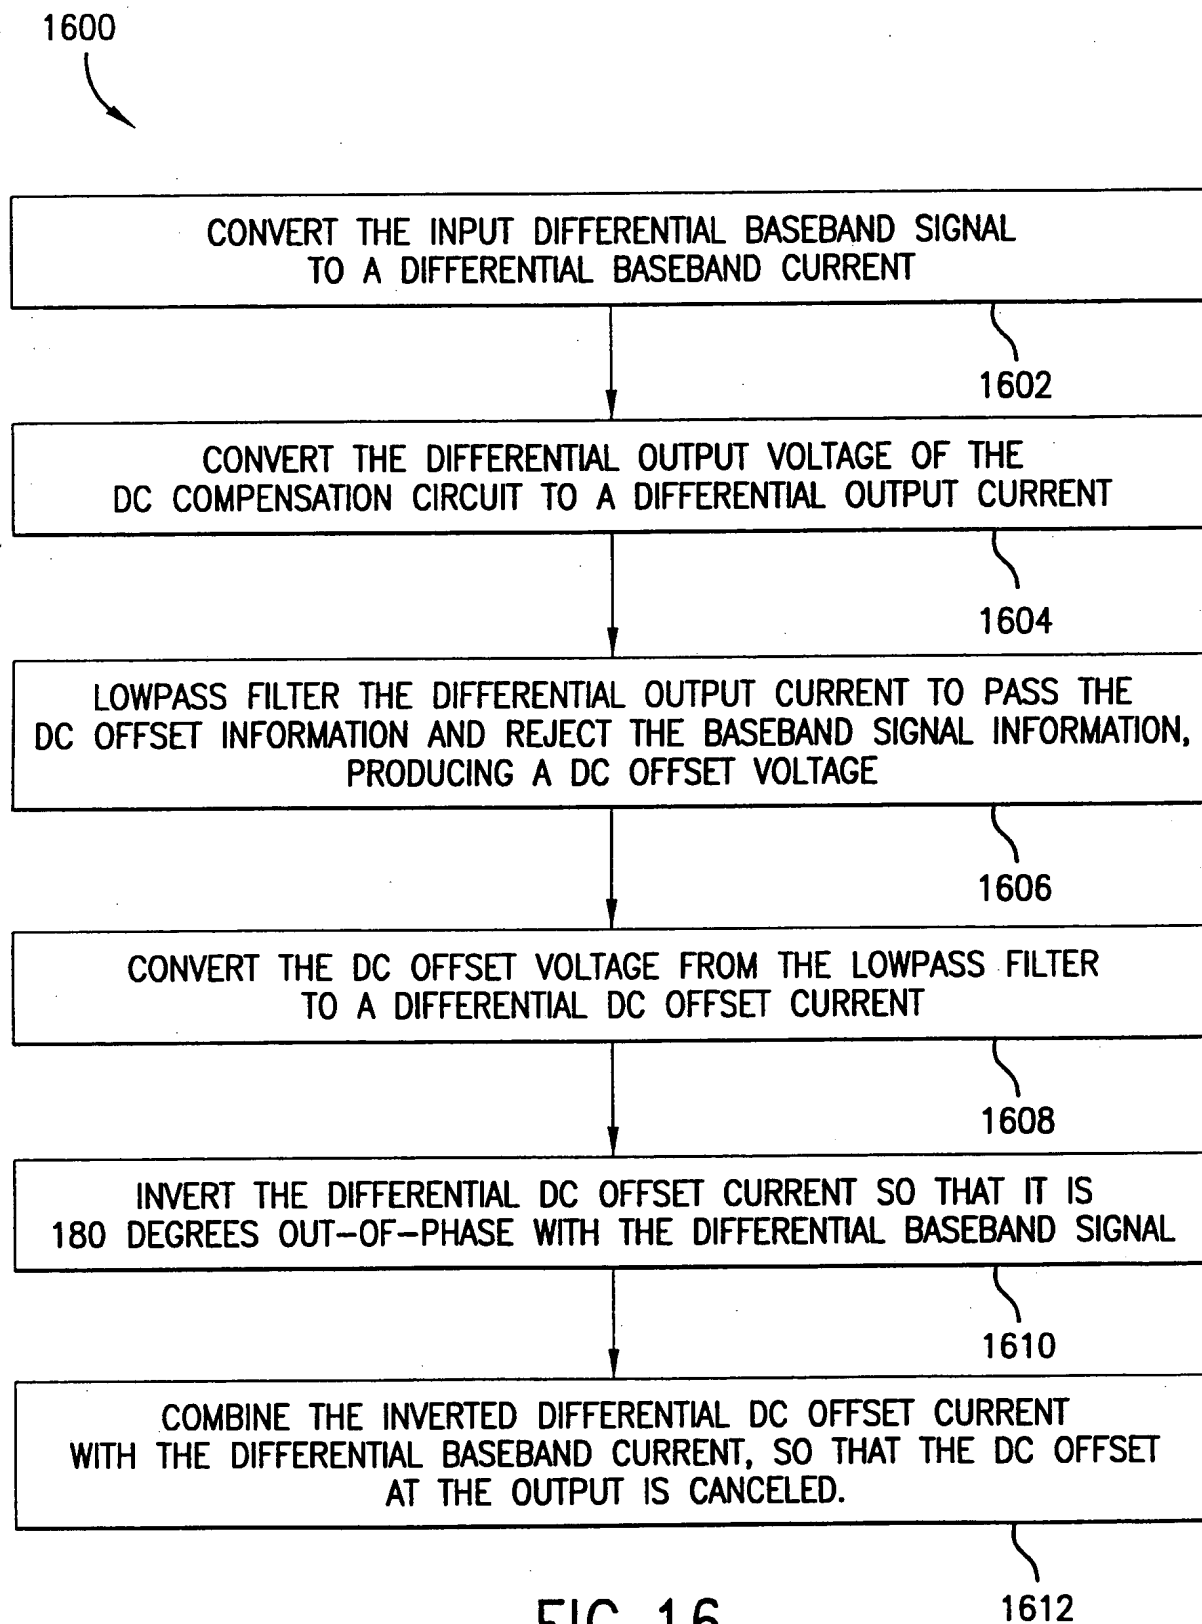 1600
CONVERT THE INPUT DIFFERENTIAL BASEBAND SIGNAL
TO A DIFFERENTIAL BASEBAND CURRENT
1602
CONVERT THE DIFFERENTIAL OUTPUT VOLTAGE OF THE
DC COMPENSATION CIRCUIT TO A DIFFERENTIAL OUTPUT CURRENT
1604
LOWPASS FILTER THE DIFFERENTIAL OUTPUT CURRENT TO PASS THE
DC OFFSET INFORMATION AND REJECT THE BASEBAND SIGNAL INFORMATION,
PRODUCING A DC OFFSET VOLTAGE
1606
CONVERT THE DC OFFSET VOLTAGE FROM THE LOWPASS FILTER
TO A DIFFERENTIAL DC OFFSET CURRENT
1608
INVERT THE DIFFERENTIAL DC OFFSET CURRENT SO THAT IT IS
180 DEGREES OUT-OF-PHASE WITH THE DIFFERENTIAL BASEBAND SIGNAL
1610
COMBINE THE INVERTED DIFFERENTIAL DC OFFSET CURRENT
WITH THE DIFFERENTIAL BASEBAND CURRENT, SO THAT THE DC OFFSET
AT THE OUTPUT IS CANCELED.
1612
FIG. 16